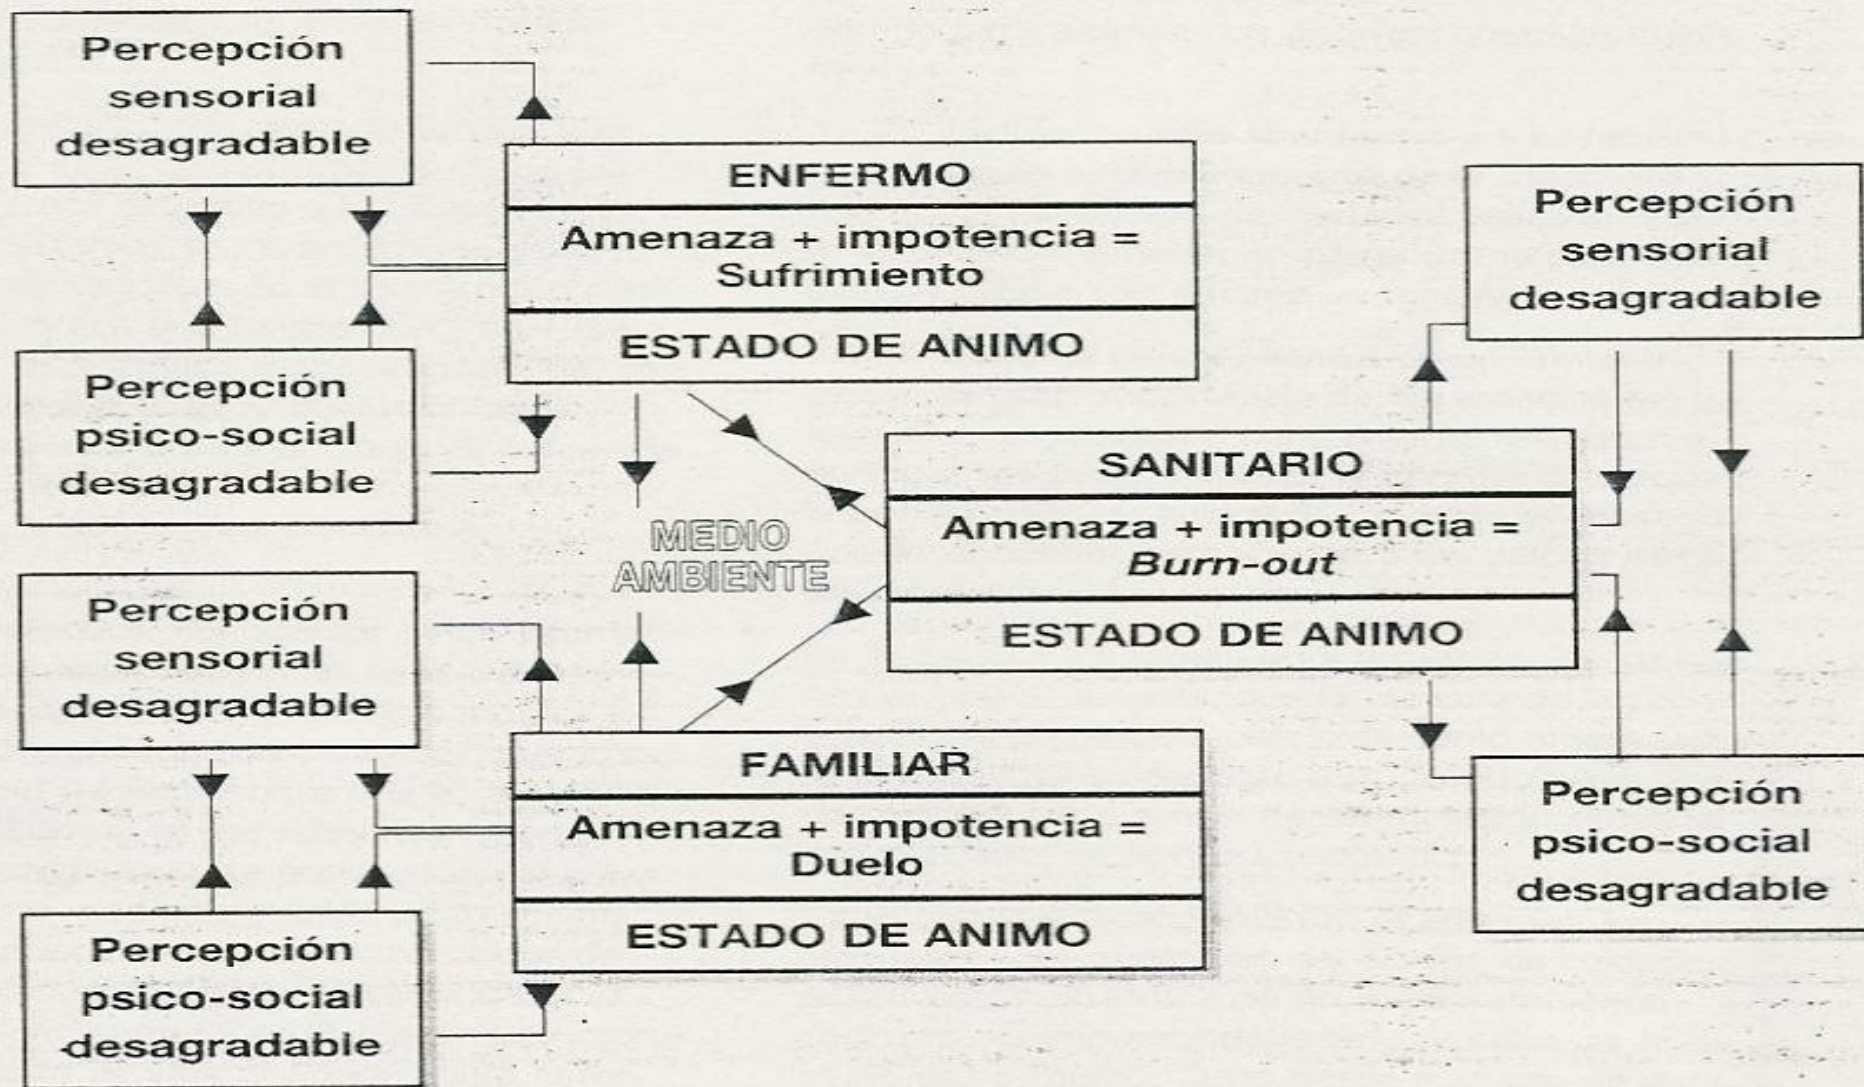 Percepción
sensorial
desagradable
ENFERMO
Amenaza + impotencia =
Sufrimiento
ESTADO DE ANIMO
Percepción
sensorial
desagradable
Percepción
psico-social
desagradable
SANITARIO
Amenaza + impotencia =
Burn-out
ESTADO DE ANIMO
MEDIO
AMBIENTE
Percepción
sensorial
desagradable
FAMILIAR
Amenaza + impotencia =
Duelo
ESTADO DE ANIMO
Percepción
psico-social
desagradable
Percepción
psico-social
desagradable